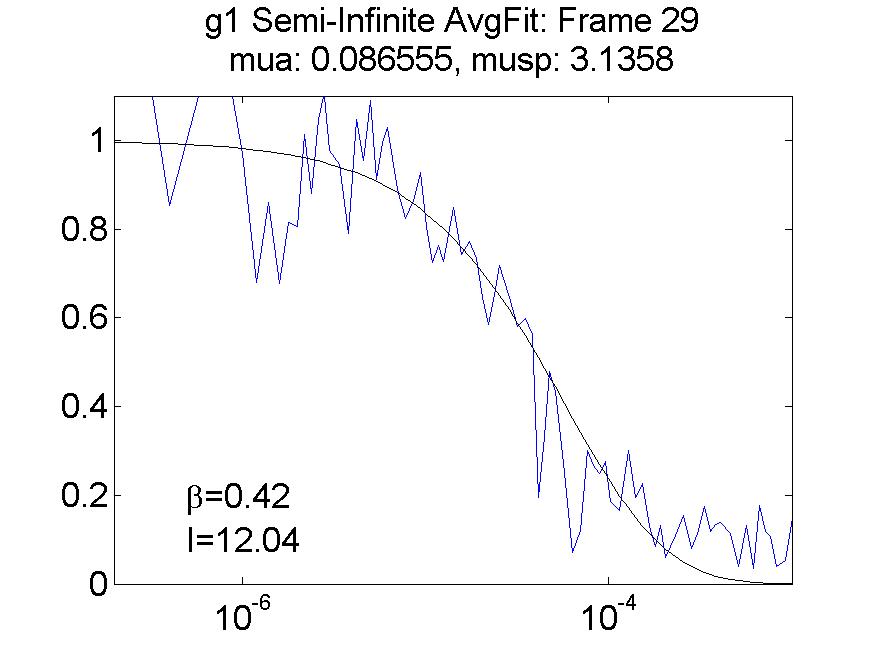 g1 Semi-Infinite AvgFit: Frame 29
mua: 0.086555, musp: 3.1358
1
0.8
0.6
0.4
0.2
0
β=0.42
I=12.04
10^-6
10^-4